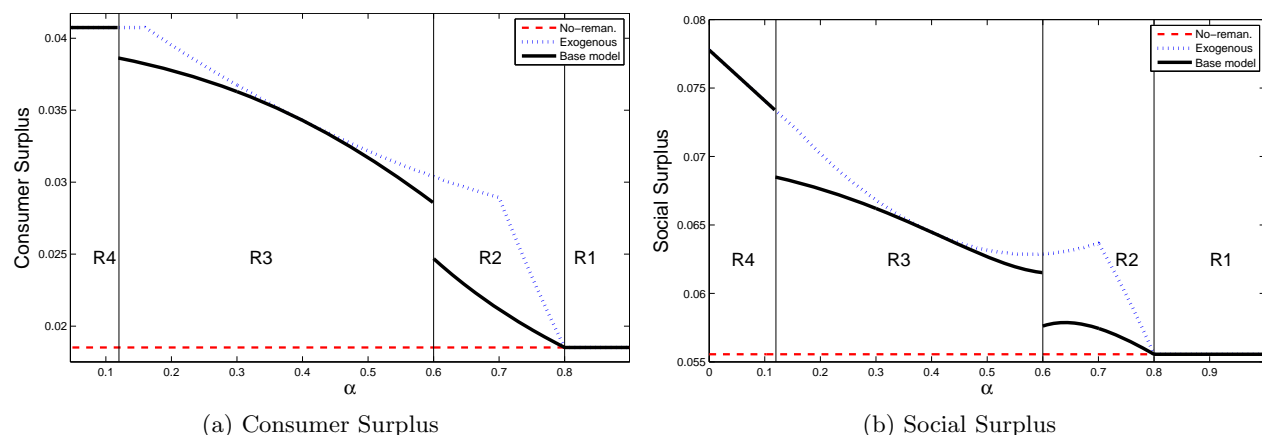 No-reman.
Exogenous
Base model
0.04
0.035
0.03
0.025
0.02
Consumer Surplus
R4
R3
R2
R1
0.1 0.2 0.3 0.4 0.5 0.6 0.7 0.8
α
(a) Consumer Surplus
No-reman.
Exogenous
Base model
0.08
0.075
0.07
0.065
0.06
0.055
Social Surplus
R4
R3
R2
R1
0 0.1 0.2 0.3 0.4 0.5 0.6 0.7 0.8 0.9
α
(b) Social Surplus